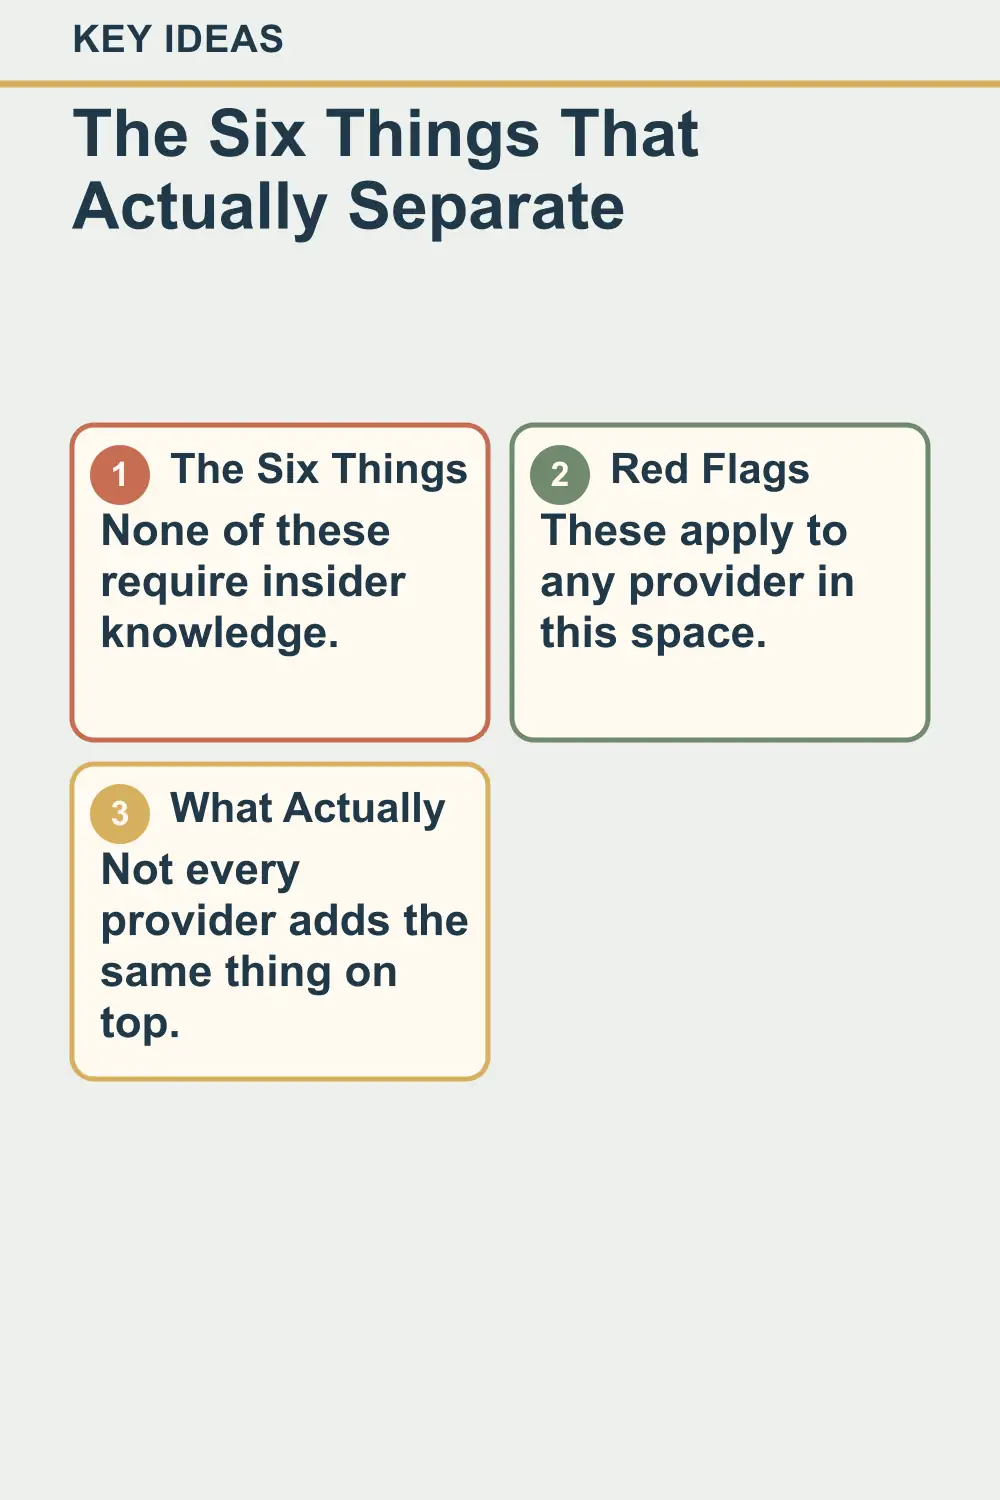 KEY IDEAS
The Six Things That
Actually Separate
1
The Six Things
None of these
require insider
knowledge.
2
Red Flags
These apply to
any provider in
this space.
3
What Actually
Not every
provider adds the
same thing on
top.